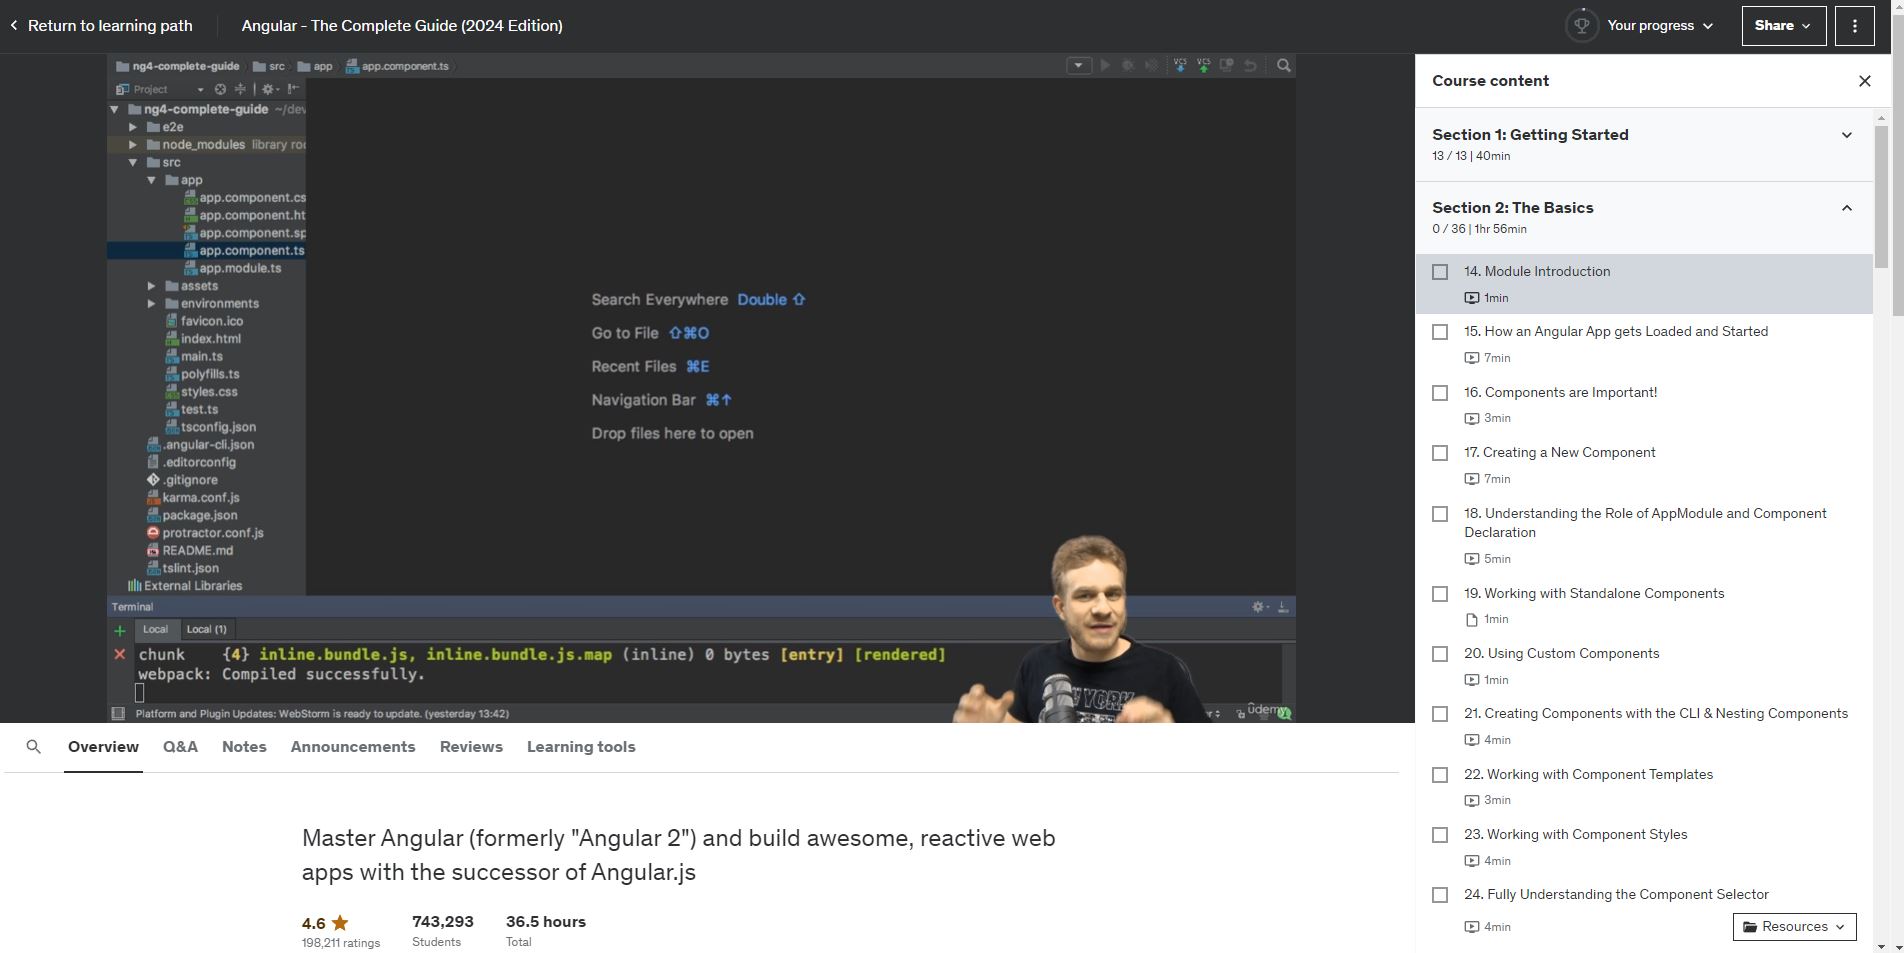 Return to learning path
Angular - The Complete Guide (2024 Edition)
Your progress
Share
ng4-complete-guide
src
app
app.component.ts
VCS
VCS
Project
ng4-complete-guide ~/dev
e2e
node_modules library roo
src
app
app.component.cs
app.component.ht
app.component.sp
app.component.ts
app.module.ts
assets
environments
favicon.ico
index.html
main.ts
polyfills.ts
styles.css
test.ts
tsconfig.json
.angular-cli.json
.editorconfig
.gitignore
karma.conf.js
package.json
protractor.conf.js
README.md
tslint.json
External Libraries
Search Everywhere Double ⇧
Go to File ⇧⌘O
Recent Files ⌘E
Navigation Bar ⌘↑
Drop files here to open
Terminal
Local
Local (1)
chunk {4} inline.bundle.js, inline.bundle.js.map (inline) 0 bytes [entry] [rendered]
webpack: Compiled successfully.
Platform and Plugin Updates: WebStorm is ready to update. (yesterday 13:42)
NEW YORK
udemy
Overview
Q&A
Notes
Announcements
Reviews
Learning tools
Master Angular (formerly "Angular 2") and build awesome, reactive web
apps with the successor of Angular.js
4.6
198,211 ratings
743,293
Students
36.5 hours
Total
Course content
Section 1: Getting Started
13 / 13 | 40min
Section 2: The Basics
0 / 36 | 1hr 56min
14. Module Introduction
1min
15. How an Angular App gets Loaded and Started
7min
16. Components are Important!
3min
17. Creating a New Component
7min
18. Understanding the Role of AppModule and Component
Declaration
5min
19. Working with Standalone Components
1min
20. Using Custom Components
1min
21. Creating Components with the CLI & Nesting Components
4min
22. Working with Component Templates
3min
23. Working with Component Styles
4min
24. Fully Understanding the Component Selector
4min
Resources